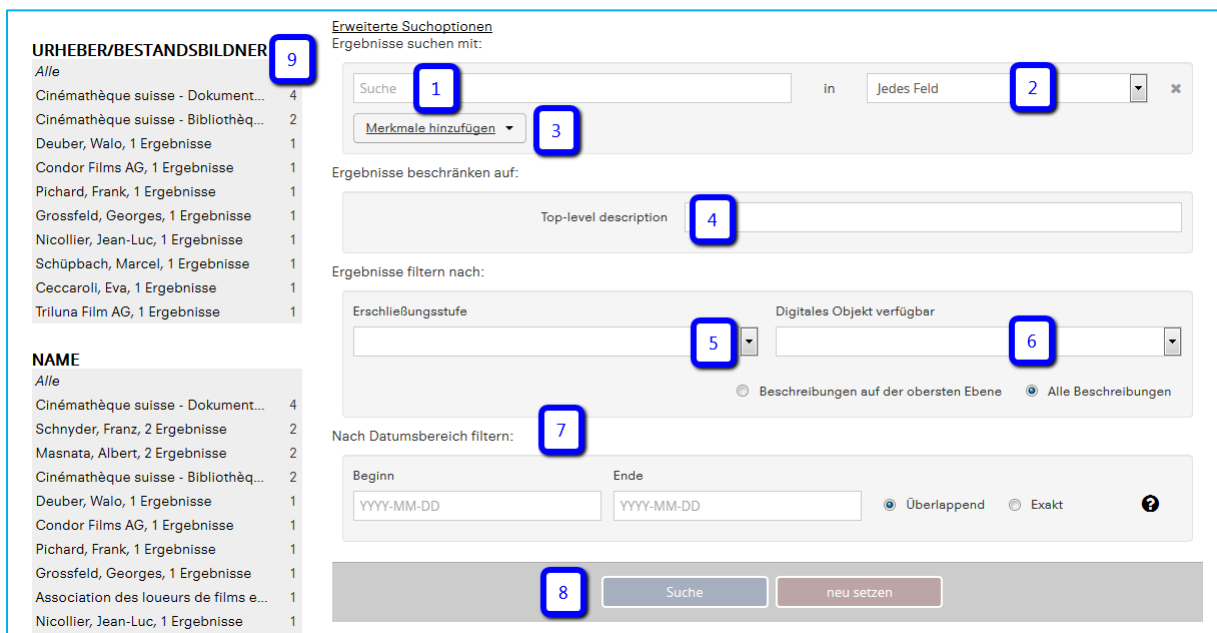 URHEBER/BESTANDSBILDNER 9
Alle
Cinémathèque suisse - Dokument... 4
Cinémathèque suisse - Bibliothèq... 2
Deuber, Walo, 1 Ergebnisse 1
Condor Films AG, 1 Ergebnisse 1
Pichard, Frank, 1 Ergebnisse 1
Grossfeld, Georges, 1 Ergebnisse 1
Nicollier, Jean-Luc, 1 Ergebnisse 1
Schüpbach, Marcel, 1 Ergebnisse 1
Ceccaroli, Eva, 1 Ergebnisse 1
Triluna Film AG, 1 Ergebnisse 1
NAME
Alle
Cinémathèque suisse - Dokument... 4
Schnyder, Franz, 2 Ergebnisse 2
Masnata, Albert, 2 Ergebnisse 2
Cinémathèque suisse - Bibliothèq... 2
Deuber, Walo, 1 Ergebnisse 1
Condor Films AG, 1 Ergebnisse 1
Pichard, Frank, 1 Ergebnisse 1
Grossfeld, Georges, 1 Ergebnisse 1
Association des loueurs de films e... 1
Nicollier, Jean-Luc, 1 Ergebnisse 1
Erweiterte Suchoptionen
Ergebnisse suchen mit:
Suche 1 in Jedes Feld 2
Merkmale hinzufügen 3
Ergebnisse beschränken auf:
Top-level description 4
Ergebnisse filtern nach:
Erschließungsstufe Digitales Objekt verfügbar
5 6
Beschreibungen auf der obersten Ebene Alle Beschreibungen
Nach Datumsbereich filtern: 7
Beginn Ende
YYYY-MM-DD YYYY-MM-DD Überlappend Exakt ?
8 Suche neu setzen